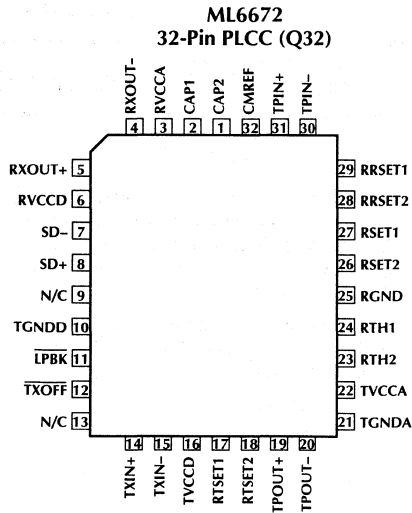 ML6672
32-Pin PLCC (Q32)
RXOUT–
RVCCA
CAP1
CAP2
CMREF
TPIN+
TPIN–
4 3 2 1 32 31 30
RXOUT+ 5
RVCCD 6
SD– 7
SD+ 8
N/C 9
TGNDD 10
LPBK 11
TXOFF 12
N/C 13
29 RRSET1
28 RRSET2
27 RSET1
26 RSET2
25 RGND
24 RTH1
23 RTH2
22 TVCCA
21 TGNDA
14 15 16 17 18 19 20
TXIN+
TXIN–
TVCCD
RTSET1
RTSET2
TPOUT+
TPOUT–